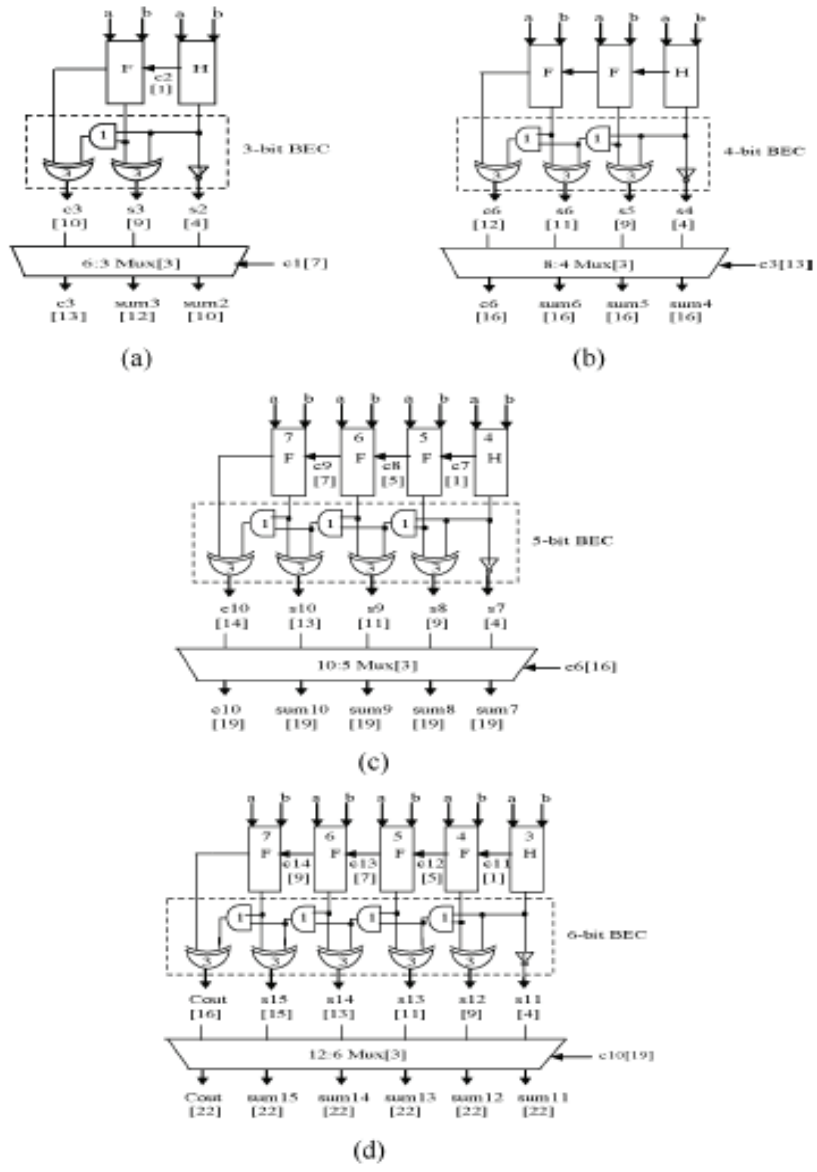 a b a b
F H
c2
[1]
1
3-bit BEC
3 3
c3 s3 s2
[10] [9] [4]
6:3 Mux[3]
c1[7]
c3 sum3 sum2
[13] [12] [10]
(a)
a b a b a b
F F H
1 1
4-bit BEC
3 3 3
c6 s6 s5 s4
[12] [11] [9] [4]
8:4 Mux[3]
c3[13]
c6 sum6 sum5 sum4
[16] [16] [16] [16]
(b)
a b a b a b a b
7 6 5 4
F F F H
c9 c8 c7
[7] [5] [1]
1 1 1
5-bit BEC
3 3 3 3
c10 s10 s9 s8 s7
[14] [13] [11] [9] [4]
10:5 Mux[3]
c6[16]
c10 sum10 sum9 sum8 sum7
[19] [19] [19] [19] [19]
(c)
a b a b a b a b a b
7 6 5 4 3
F F F F H
c14 c13 c12 c11
[9] [7] [5] [1]
1 1 1 1
6-bit BEC
3 3 3 3 3
Cout s15 s14 s13 s12 s11
[16] [15] [13] [11] [9] [4]
12:6 Mux[3]
c10[19]
Cout sum15 sum14 sum13 sum12 sum11
[22] [22] [22] [22] [22] [22]
(d)